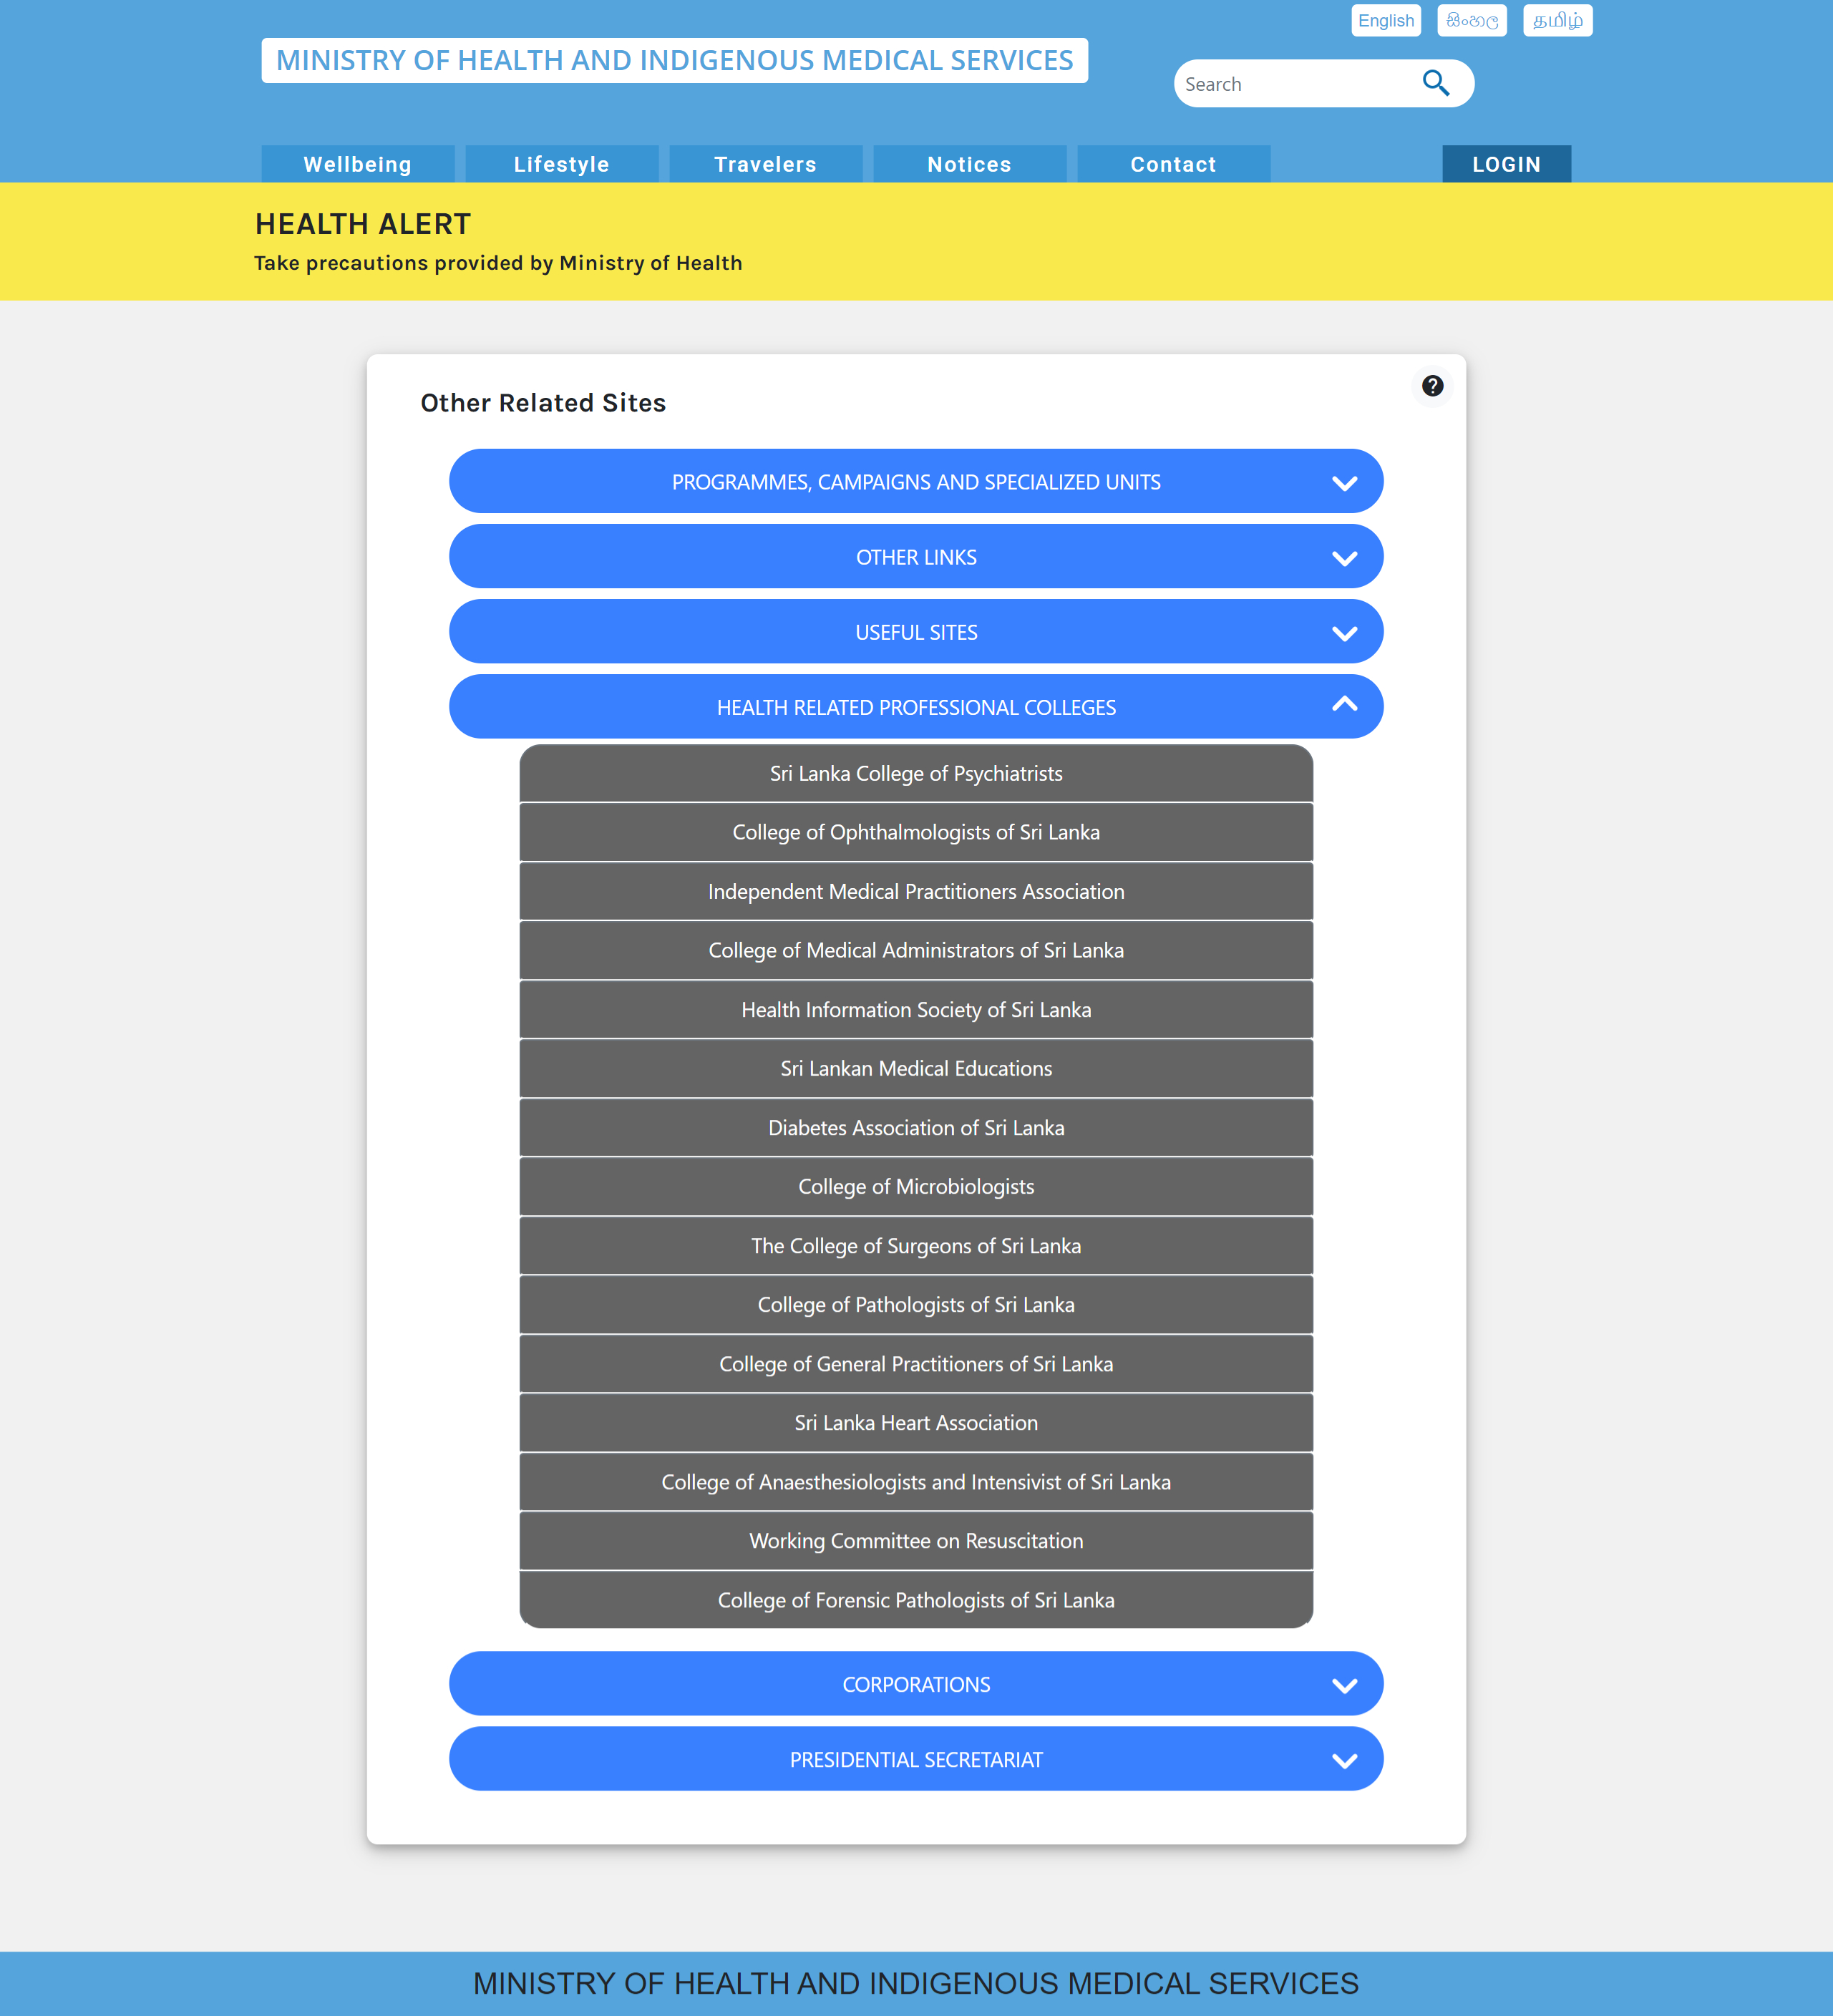 English සිංහල தமிழ்
MINISTRY OF HEALTH AND INDIGENOUS MEDICAL SERVICES
Search
Wellbeing Lifestyle Travelers Notices Contact LOGIN
HEALTH ALERT
Take precautions provided by Ministry of Health
Other Related Sites
?
PROGRAMMES, CAMPAIGNS AND SPECIALIZED UNITS
OTHER LINKS
USEFUL SITES
HEALTH RELATED PROFESSIONAL COLLEGES
Sri Lanka College of Psychiatrists
College of Ophthalmologists of Sri Lanka
Independent Medical Practitioners Association
College of Medical Administrators of Sri Lanka
Health Information Society of Sri Lanka
Sri Lankan Medical Educations
Diabetes Association of Sri Lanka
College of Microbiologists
The College of Surgeons of Sri Lanka
College of Pathologists of Sri Lanka
College of General Practitioners of Sri Lanka
Sri Lanka Heart Association
College of Anaesthesiologists and Intensivist of Sri Lanka
Working Committee on Resuscitation
College of Forensic Pathologists of Sri Lanka
CORPORATIONS
PRESIDENTIAL SECRETARIAT
MINISTRY OF HEALTH AND INDIGENOUS MEDICAL SERVICES